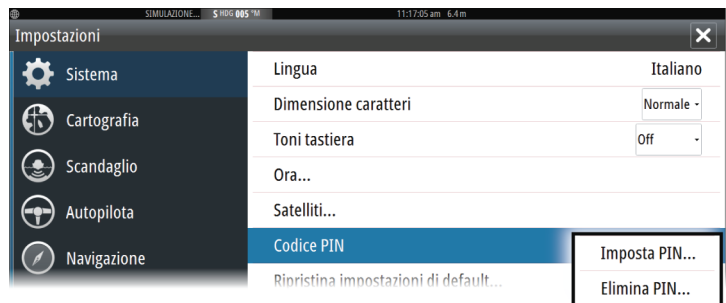 SIMULAZIONE... S HDG 005 °M 11:17:05 am 6.4 m
Impostazioni
Sistema
Cartografia
Scandaglio
Autopilota
Navigazione
Lingua Italiano
Dimensione caratteri Normale
Toni tastiera Off
Ora...
Satelliti...
Codice PIN
Ripristina impostazioni di default...
Imposta PIN...
Elimina PIN...